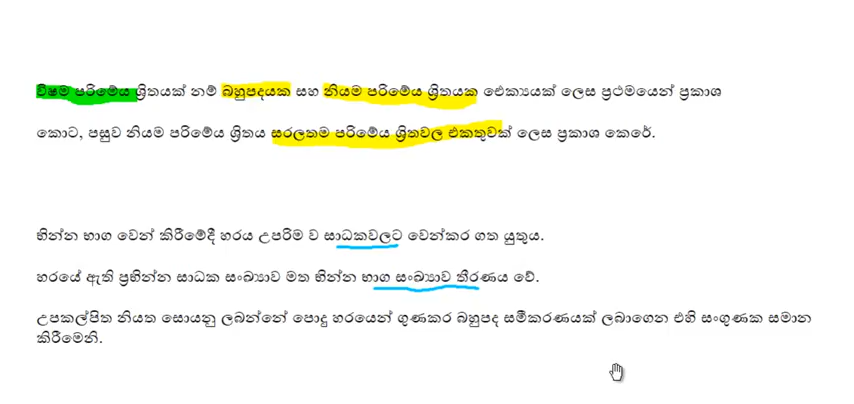 විෂම පරිමේය ශ්‍රිතයක් නම් බහුපදයක සහ නියම පරිමේය ශ්‍රිතයක ඓක්‍යයක් ලෙස ප්‍රථමයෙන් ප්‍රකාශ
කොට, පසුව නියම පරිමේය ශ්‍රිතය සරලතම පරිමේය ශ්‍රිතවල එකතුවක් ලෙස ප්‍රකාශ කෙරේ.
භින්න භාග වෙන් කිරීමේදී හරය උපරිම ව සාධකවලට වෙන්කර ගත යුතුය.
හරයේ ඇති ප්‍රභින්න සාධක සංඛ්‍යාව මත භින්න භාග සංඛ්‍යාව තීරණය වේ.
උපකල්පිත නියත සොයනු ලබන්නේ පොදු හරයෙන් ගුණකර බහුපද සමීකරණයක් ලබාගෙන එහි සංගුණක සමාන
කිරීමෙනි.